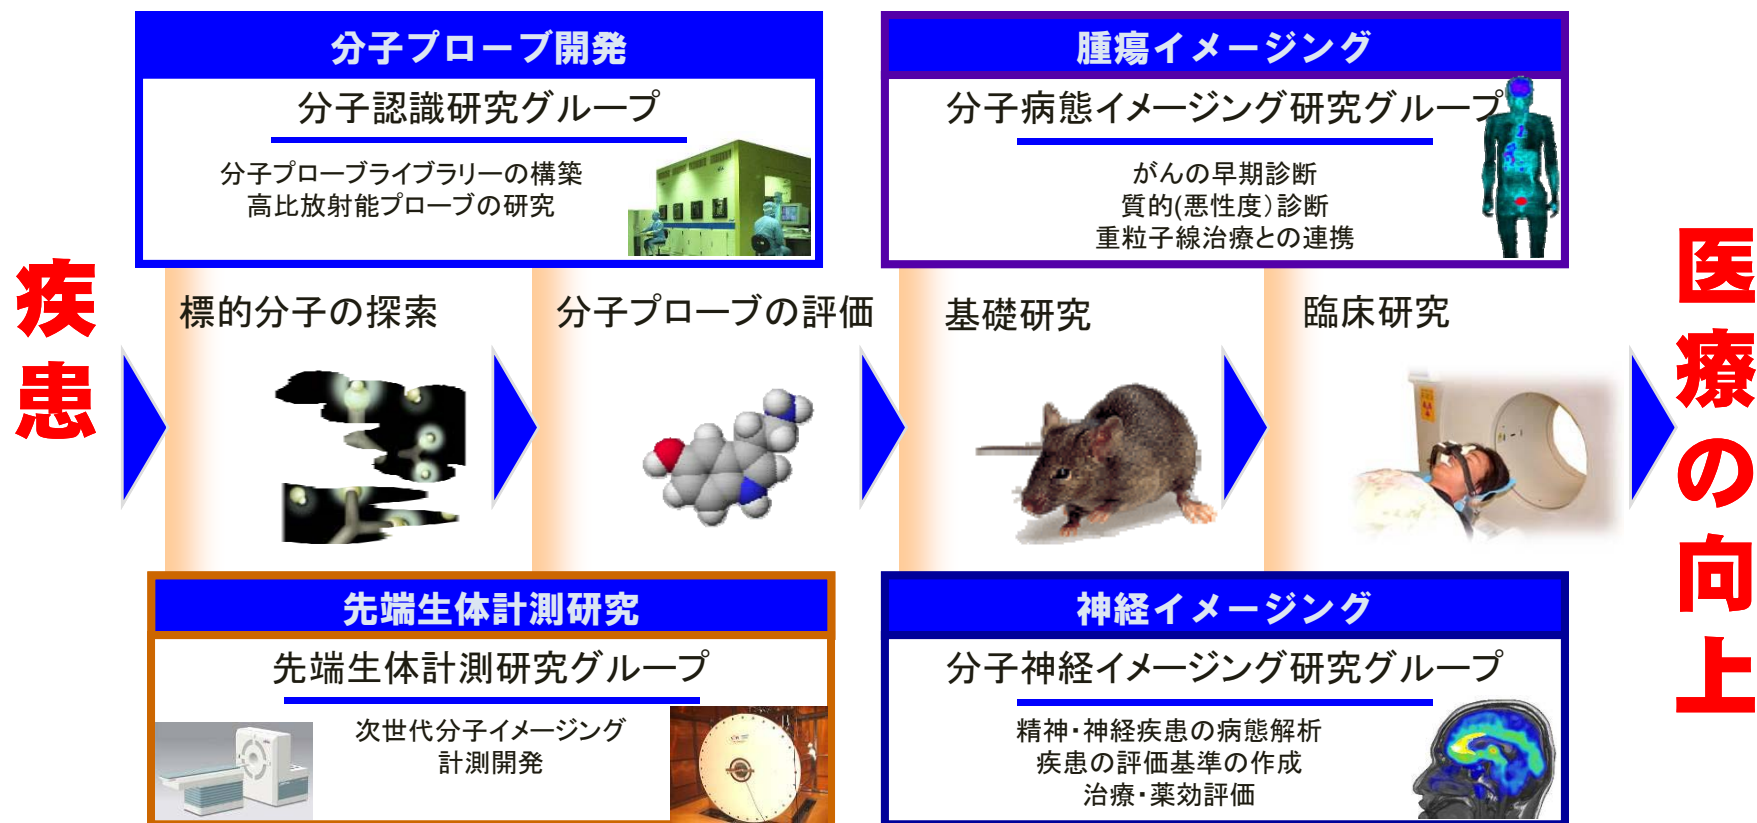 分子プローブ開発
分子認識研究グループ
分子プローブライブラリーの構築
高比放射能プローブの研究
腫瘍イメージング
分子病態イメージング研究グループ
がんの早期診断
質的(悪性度）診断
重粒子線治療との連携
疾患
標的分子の探索
分子プローブの評価
基礎研究
臨床研究
医療の向上
先端生体計測研究
先端生体計測研究グループ
次世代分子イメージング
計測開発
神経イメージング
分子神経イメージング研究グループ
精神・神経疾患の病態解析
疾患の評価基準の作成
治療・薬効評価